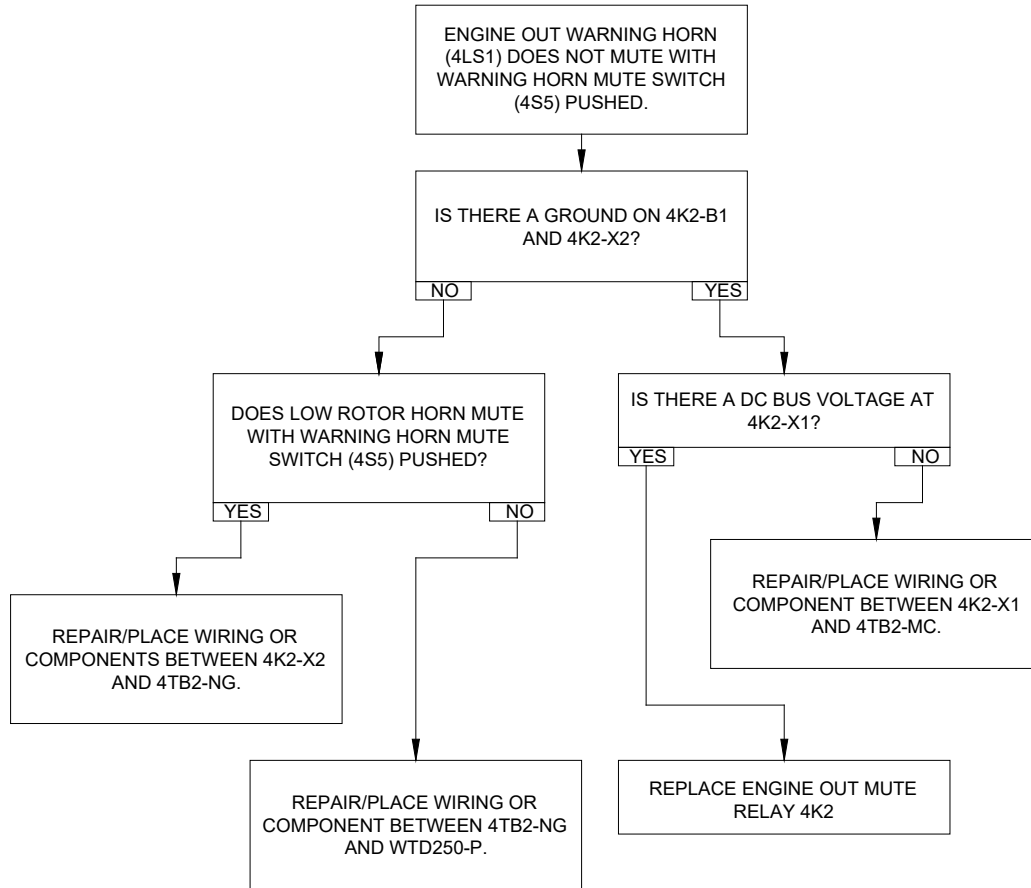 ENGINE OUT WARNING HORN
(4LS1) DOES NOT MUTE WITH
WARNING HORN MUTE SWITCH
(4S5) PUSHED.
IS THERE A GROUND ON 4K2-B1
AND 4K2-X2?
NO
YES
DOES LOW ROTOR HORN MUTE
WITH WARNING HORN MUTE
SWITCH (4S5) PUSHED?
YES
NO
IS THERE A DC BUS VOLTAGE AT
4K2-X1?
YES
NO
REPAIR/PLACE WIRING OR
COMPONENTS BETWEEN 4K2-X2
AND 4TB2-NG.
REPAIR/PLACE WIRING OR
COMPONENT BETWEEN 4K2-X1
AND 4TB2-MC.
REPAIR/PLACE WIRING OR
COMPONENT BETWEEN 4TB2-NG
AND WTD250-P.
REPLACE ENGINE OUT MUTE
RELAY 4K2